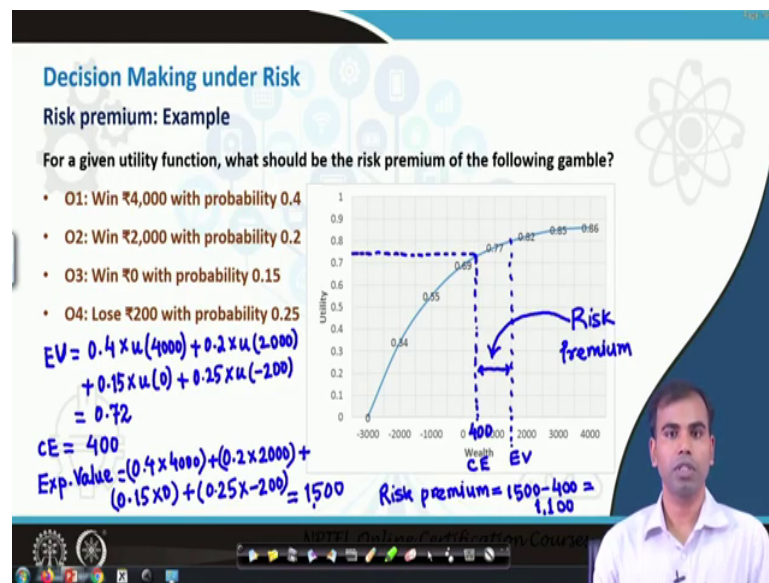 Decision Making under Risk
Risk premium: Example
For a given utility function, what should be the risk premium of the following gamble?
• O1: Win ₹4,000 with probability 0.4
• O2: Win ₹2,000 with probability 0.2
• O3: Win ₹0 with probability 0.15
• O4: Lose ₹200 with probability 0.25
EV = 0.4 × u(4000) + 0.2 × u(2000)
+ 0.15 × u(0) + 0.25 × u(-200)
= 0.72
CE = 400
Exp. Value = (0.4 × 4000) + (0.2 × 2000) +
(0.15 × 0) + (0.25 × -200) = 1,500
1
0.9
0.8
0.7
0.6
0.5
0.4
0.3
0.2
0.1
0
Utility
0
0.34
0.55
0.69
0.77
0.82
0.85
0.86
Risk
premium
-3000 -2000 -1000 0 1000 2000 3000 4000
400
Wealth
CE EV
Risk premium = 1500 - 400 =
1,100
NPTEL Online Certification Course